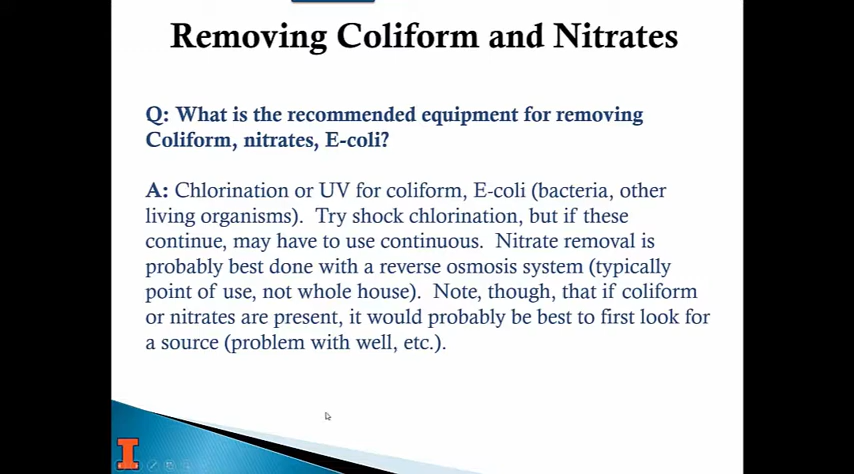 Removing Coliform and Nitrates
Q: What is the recommended equipment for removing
Coliform, nitrates, E-coli?
A: Chlorination or UV for coliform, E-coli (bacteria, other
living organisms).  Try shock chlorination, but if these
continue, may have to use continuous.  Nitrate removal is
probably best done with a reverse osmosis system (typically
point of use, not whole house).  Note, though, that if coliform
or nitrates are present, it would probably be best to first look for
a source (problem with well, etc.).
I